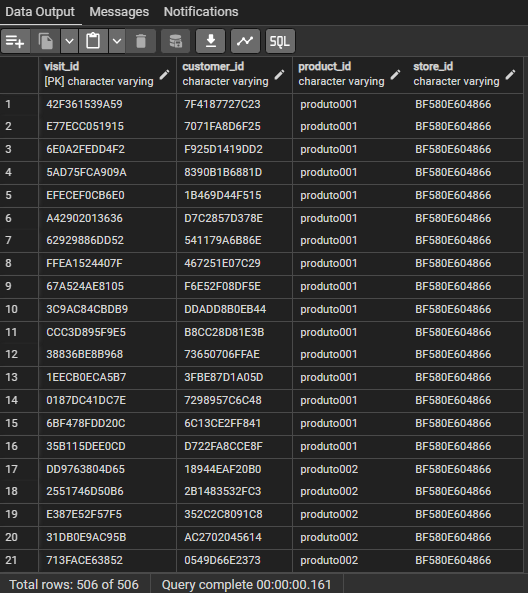 Data Output Messages Notifications
SQL
visit_id customer_id product_id store_id
[PK] character varying character varying character varying character varying
1 42F361539A59 7F4187727C23 produto001 BF580E604866
2 E77ECC051915 7071FA8D6F25 produto001 BF580E604866
3 6E0A2FEDD4F2 F925D1419DD2 produto001 BF580E604866
4 5AD75FCA909A 8390B1B6881D produto001 BF580E604866
5 EFECEF0CB6E0 1B469D44F515 produto001 BF580E604866
6 A42902013636 D7C2857D378E produto001 BF580E604866
7 62929886DD52 541179A6B86E produto001 BF580E604866
8 FFEA1524407F 467251E07C29 produto001 BF580E604866
9 67A524AE8105 F6E52F08DF5E produto001 BF580E604866
10 3C9AC84CBDB9 DDADD8B0EB44 produto001 BF580E604866
11 CCC3D895F9E5 B8CC28D81E3B produto001 BF580E604866
12 38836BE8B968 73650706FFAE produto001 BF580E604866
13 1EECB0ECA5B7 3FBE87D1A05D produto001 BF580E604866
14 0187DC41DC7E 7298957C6C48 produto001 BF580E604866
15 6BF478FDD20C 6C13CE2FF841 produto001 BF580E604866
16 35B115DEE0CD D722FA8CCE8F produto001 BF580E604866
17 DD9763804D65 18944EAF20B0 produto002 BF580E604866
18 2551746D50B6 2B1483532FC3 produto002 BF580E604866
19 E387E52F57F5 352C2C8091C8 produto002 BF580E604866
20 31DB0E9AC95B AC2702045614 produto002 BF580E604866
21 713FACE63852 0549D66E2373 produto002 BF580E604866
Total rows: 506 of 506 Query complete 00:00:00.161